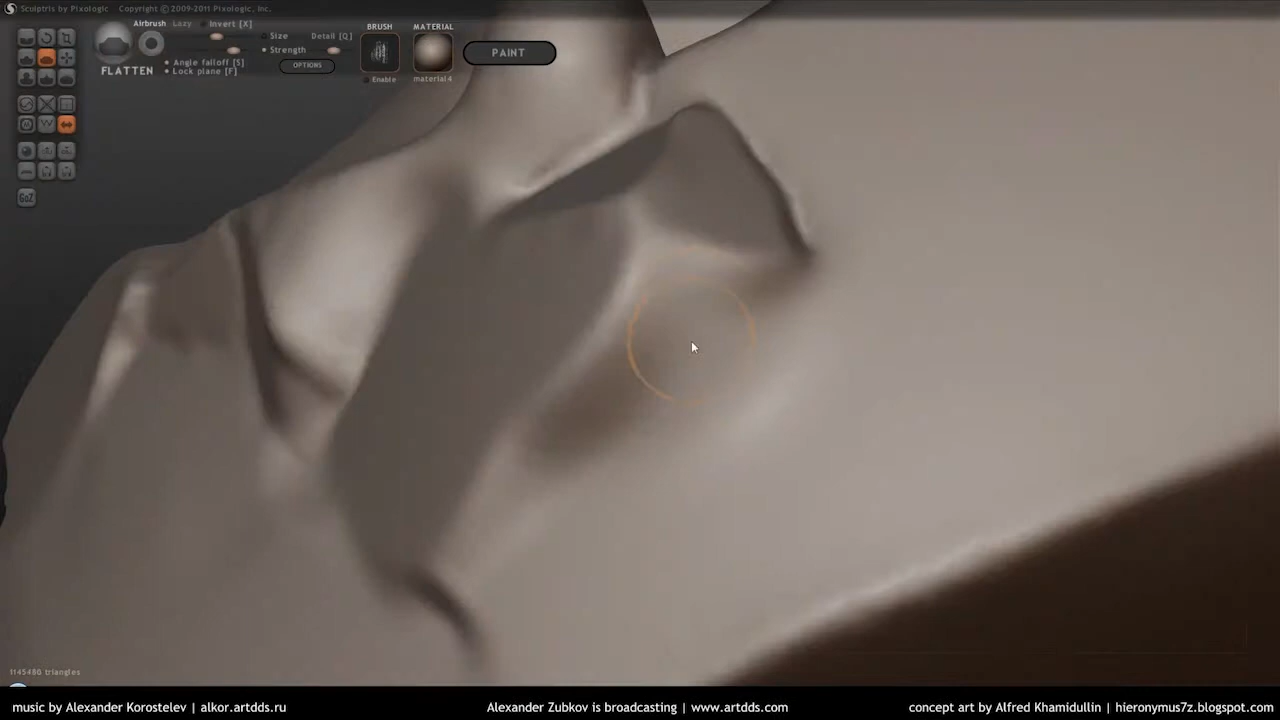 Sculptris by Pixologic Copyright © 2009-2011 Pixologic, Inc.
Airbrush Lazy Invert [X]
Size Detail [Q]
Strength
Angle falloff [S]
Lock plane [F]
FLATTEN
OPTIONS
BRUSH
Enable
MATERIAL
material4
PAINT
GoZ
1145480 triangles
music by Alexander Korostelev | alkor.artdds.ru
Alexander Zubkov is broadcasting | www.artdds.com
concept art by Alfred Khamidullin | hieronymus7z.blogspot.com